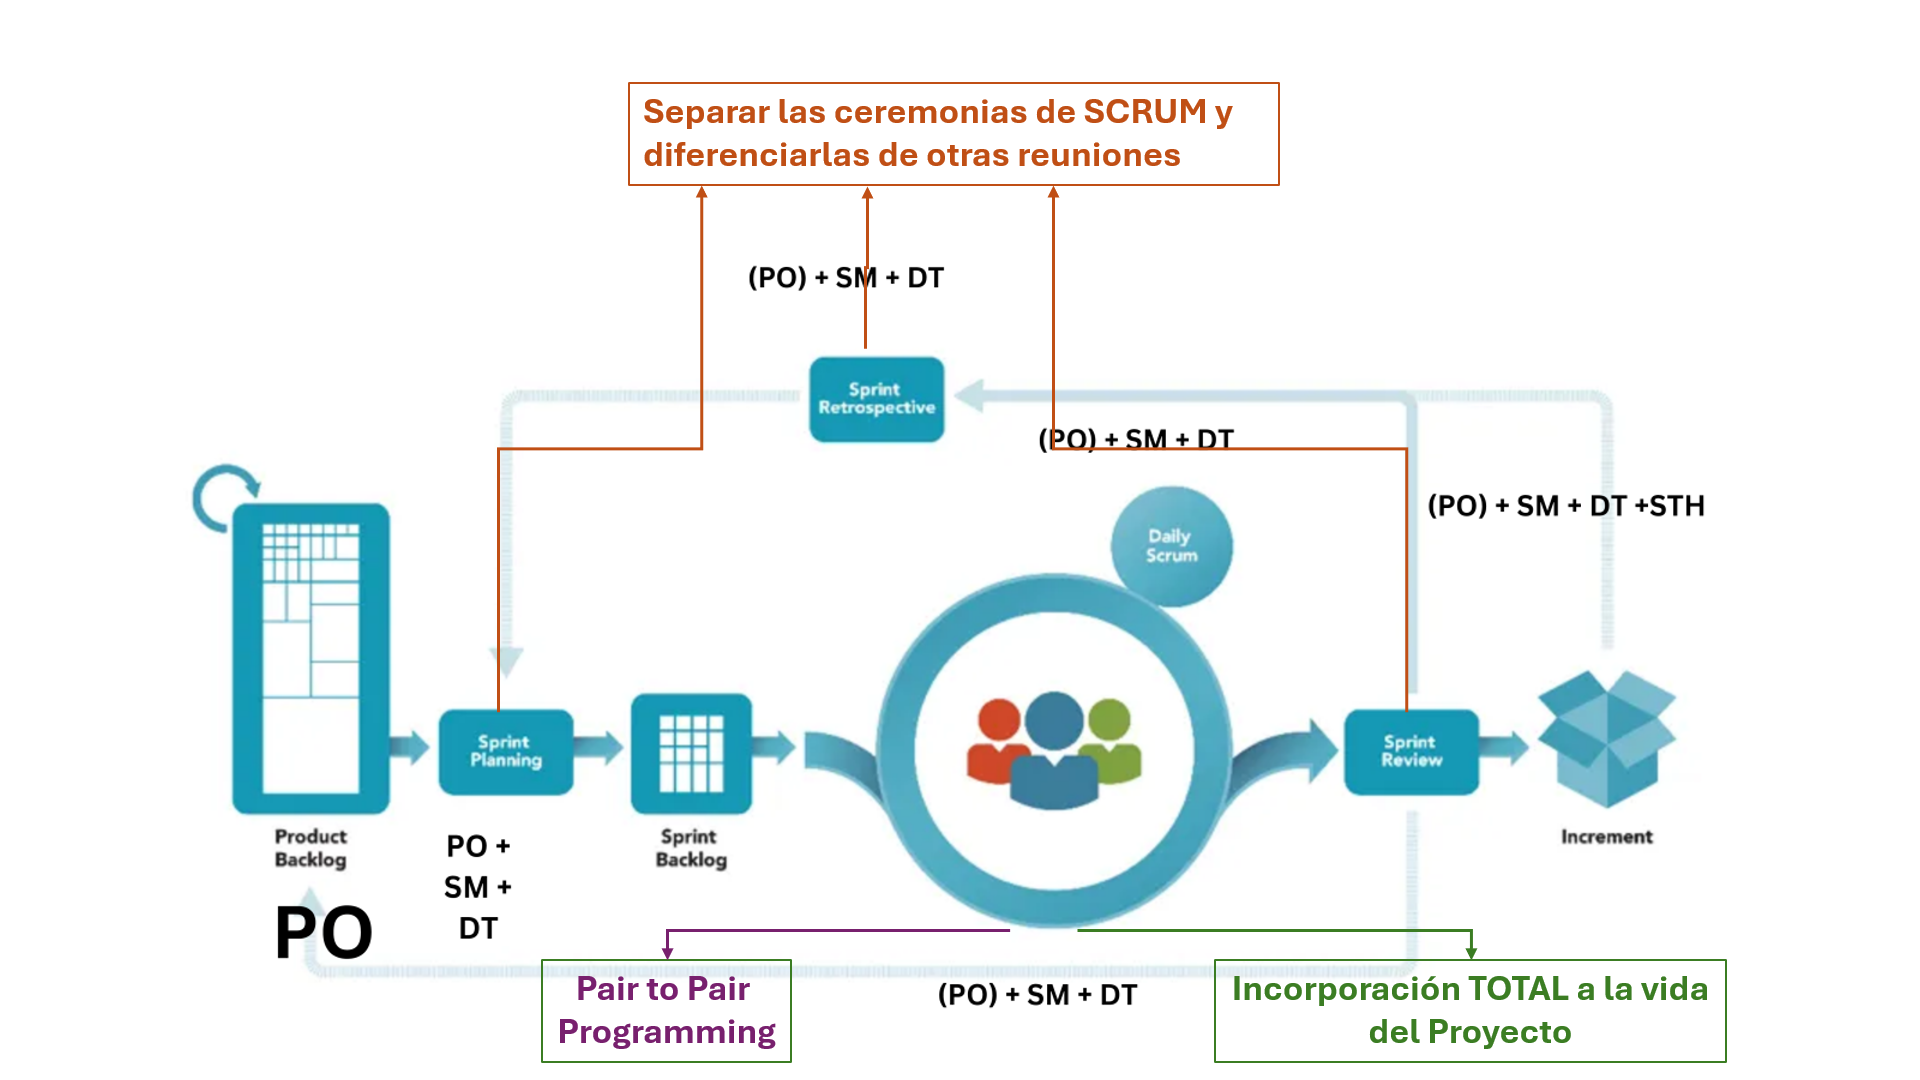 Separar las ceremonias de SCRUM y
diferenciarlas de otras reuniones
(PO) + SM + DT
Sprint
Retrospective
(PO) + SM + DT
(PO) + SM + DT +STH
Daily
Scrum
Sprint
Planning
Sprint
Review
Product
Backlog
Sprint
Backlog
Increment
PO +
SM +
DT
PO
Pair to Pair
Programming
(PO) + SM + DT
Incorporación TOTAL a la vida
del Proyecto